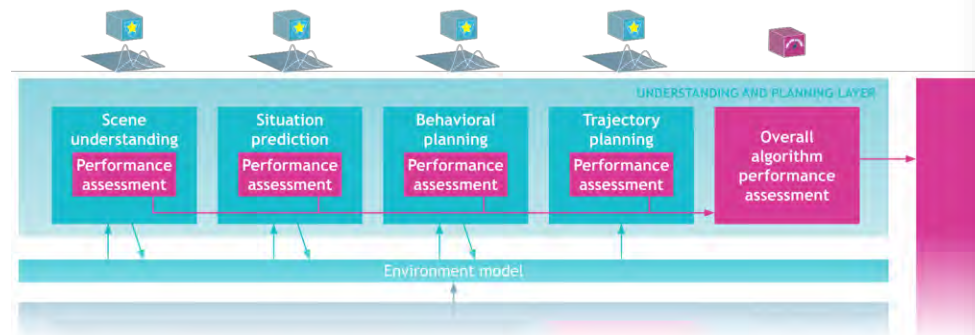 UNDERSTANDING AND PLANNING LAYER
Scene
understanding
Performance
assessment
Situation
prediction
Performance
assessment
Behavioral
planning
Performance
assessment
Trajectory
planning
Performance
assessment
Overall
algorithm
performance
assessment
Environment model